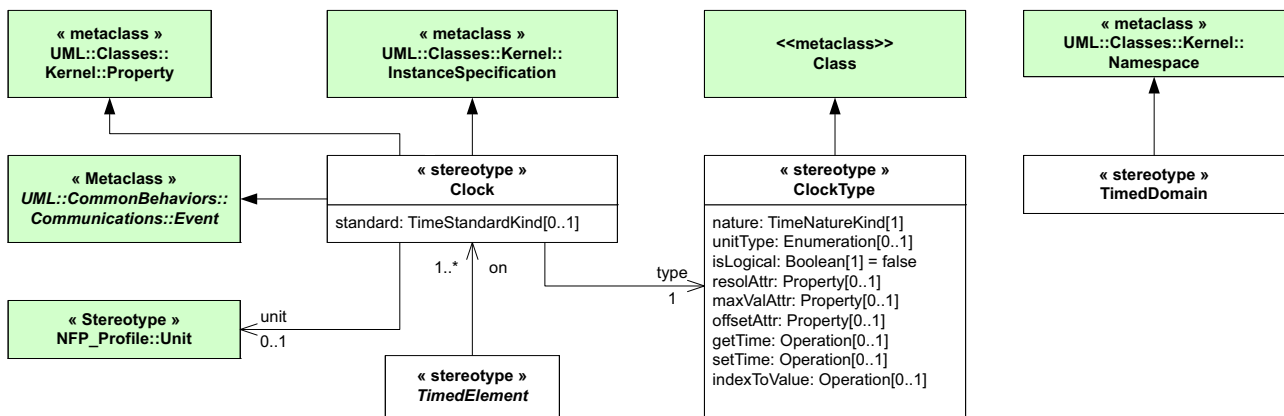 « metaclass »
UML::Classes::
Kernel::Property
« metaclass »
UML::Classes::Kernel::
InstanceSpecification
<<metaclass>>
Class
« metaclass »
UML::Classes::Kernel::
Namespace
« Metaclass »
UML::CommonBehaviors::
Communications::Event
« stereotype »
Clock
standard: TimeStandardKind[0..1]
« stereotype »
ClockType
nature: TimeNatureKind[1]
unitType: Enumeration[0..1]
isLogical: Boolean[1] = false
resolAttr: Property[0..1]
maxValAttr: Property[0..1]
offsetAttr: Property[0..1]
getTime: Operation[0..1]
setTime: Operation[0..1]
indexToValue: Operation[0..1]
« stereotype »
TimedDomain
1..* on
type
1
unit
0..1
« Stereotype »
NFP_Profile::Unit
« stereotype »
TimedElement